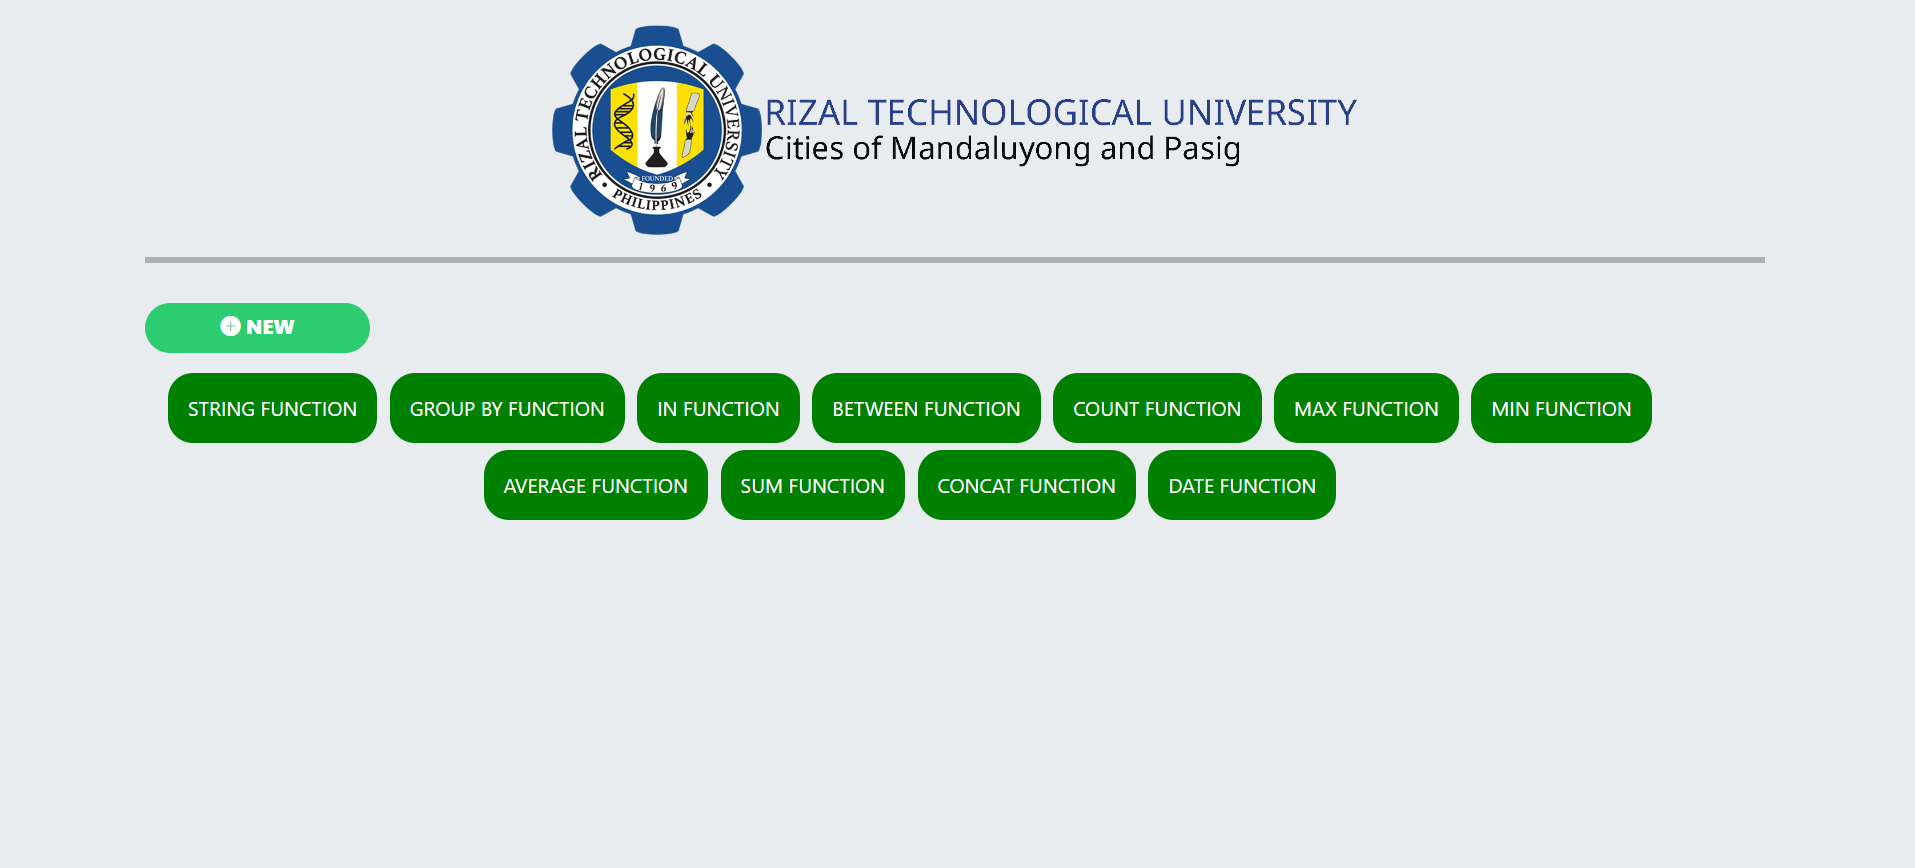 RIZAL TECHNOLOGICAL UNIVERSITY
PHILIPPINES
FOUNDED
1969
RIZAL TECHNOLOGICAL UNIVERSITY
Cities of Mandaluyong and Pasig
NEW
STRING FUNCTION GROUP BY FUNCTION IN FUNCTION BETWEEN FUNCTION COUNT FUNCTION MAX FUNCTION MIN FUNCTION
AVERAGE FUNCTION SUM FUNCTION CONCAT FUNCTION DATE FUNCTION